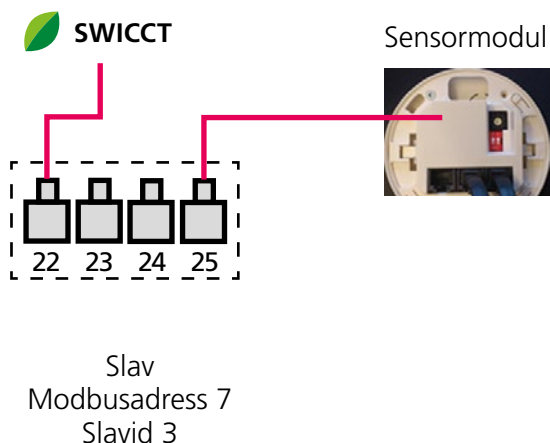 SWICCT
Sensormodul
22 23 24 25
Slav
Modbusadress 7
Slavid 3